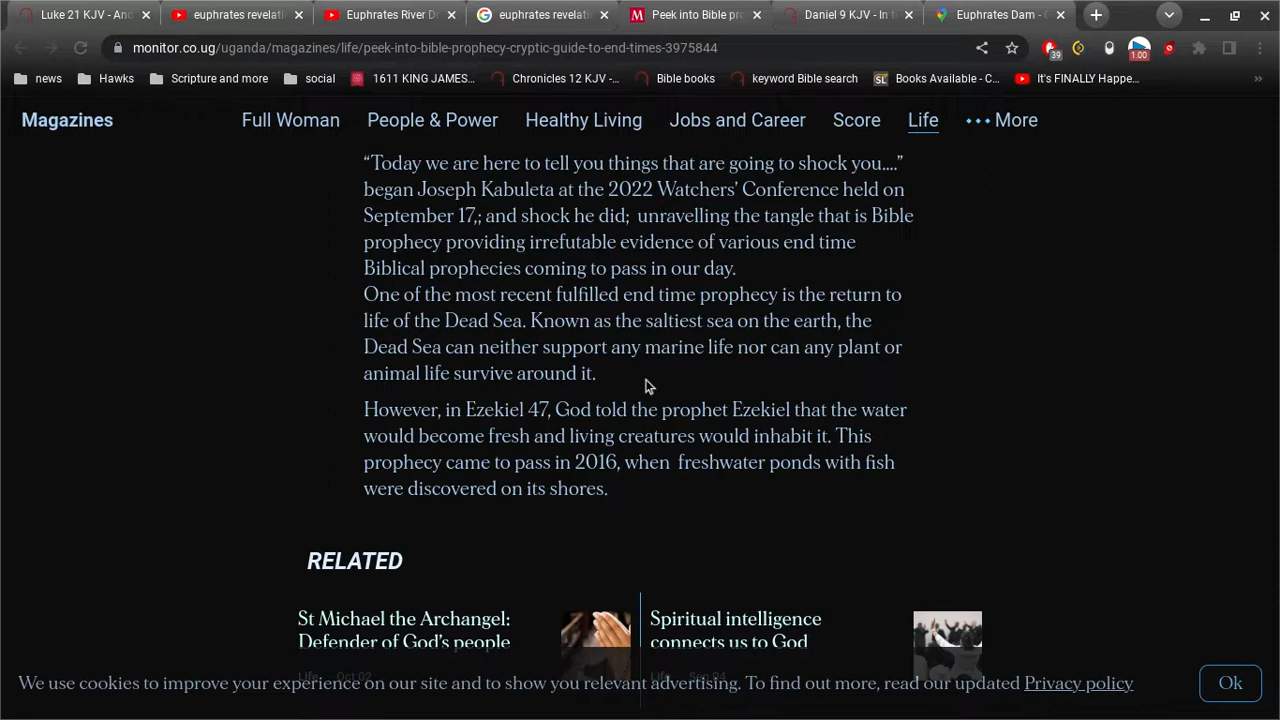 Luke 21 KJV - And
euphrates revelati
Euphrates River Dr
euphrates revelati
Peek into Bible pr
Daniel 9 KJV - In t
Euphrates Dam - G
monitor.co.ug/uganda/magazines/life/peek-into-bible-prophecy-cryptic-guide-to-end-times-3975844
39
1.00
news
Hawks
Scripture and more
social
1611 KING JAMES...
Chronicles 12 KJV -...
Bible books
keyword Bible search
SL
Books Available - C...
It's FINALLY Happe...
Magazines
Full Woman
People & Power
Healthy Living
Jobs and Career
Score
Life
More
“Today we are here to tell you things that are going to shock you....”
began Joseph Kabuleta at the 2022 Watchers’ Conference held on
September 17,; and shock he did; unravelling the tangle that is Bible
prophecy providing irrefutable evidence of various end time
Biblical prophecies coming to pass in our day.
One of the most recent fulfilled end time prophecy is the return to
life of the Dead Sea. Known as the saltiest sea on the earth, the
Dead Sea can neither support any marine life nor can any plant or
animal life survive around it.
However, in Ezekiel 47, God told the prophet Ezekiel that the water
would become fresh and living creatures would inhabit it. This
prophecy came to pass in 2016, when freshwater ponds with fish
were discovered on its shores.
RELATED
St Michael the Archangel:
Defender of God’s people
Life Oct 02
Spiritual intelligence
connects us to God
Life Sep 04
We use cookies to improve your experience on our site and to show you relevant advertising. To find out more, read our updated Privacy policy
Ok